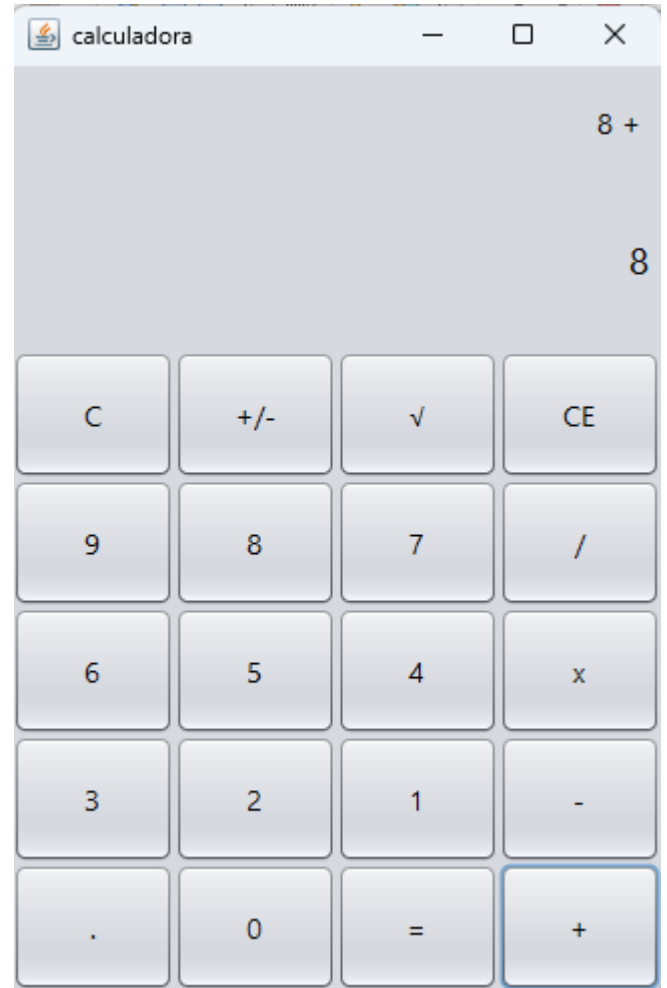 calculadora
8 +
8
C +/- √ CE
9 8 7 /
6 5 4 x
3 2 1 -
. 0 = +